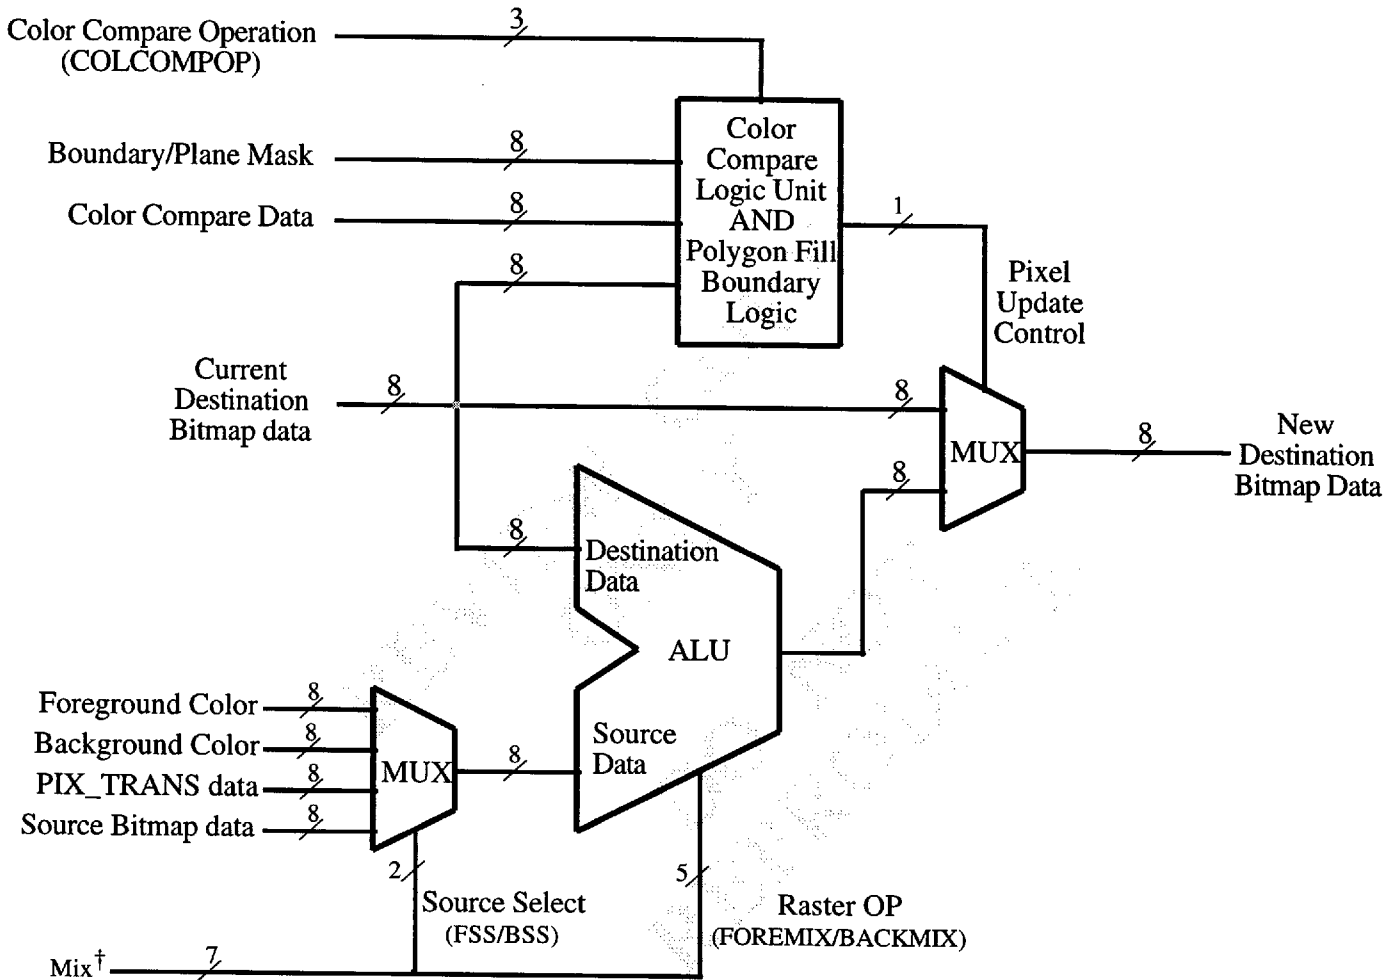 3
Color Compare Operation
(COLCOMPOP)
Boundary/Plane Mask
8
Color Compare Data
8
8
Color
Compare
Logic Unit
AND
Polygon Fill
Boundary
Logic
1
Pixel
Update
Control
Current
Destination
Bitmap data
8
8
8
MUX
8
New
Destination
Bitmap Data
8
Destination
Data
ALU
Source
Data
Foreground Color
8
Background Color
8
PIX_TRANS data
8
Source Bitmap data
8
MUX
8
2
Source Select
(FSS/BSS)
5
Raster OP
(FOREMIX/BACKMIX)
Mix†
7